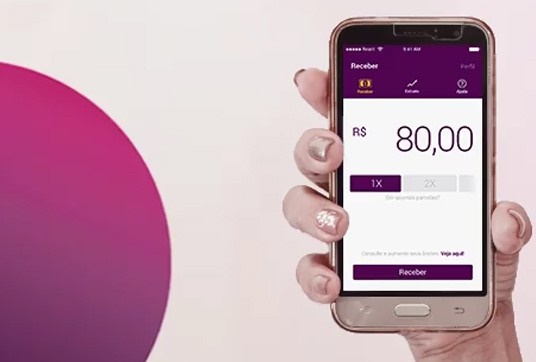 React 9:41 AM
Receber Perfil
Receber Extrato Ajuda
R$ 80,00
1X 2X
Em quantas parcelas?
Consulte e aumente seus limites. Veja aqui!
Receber